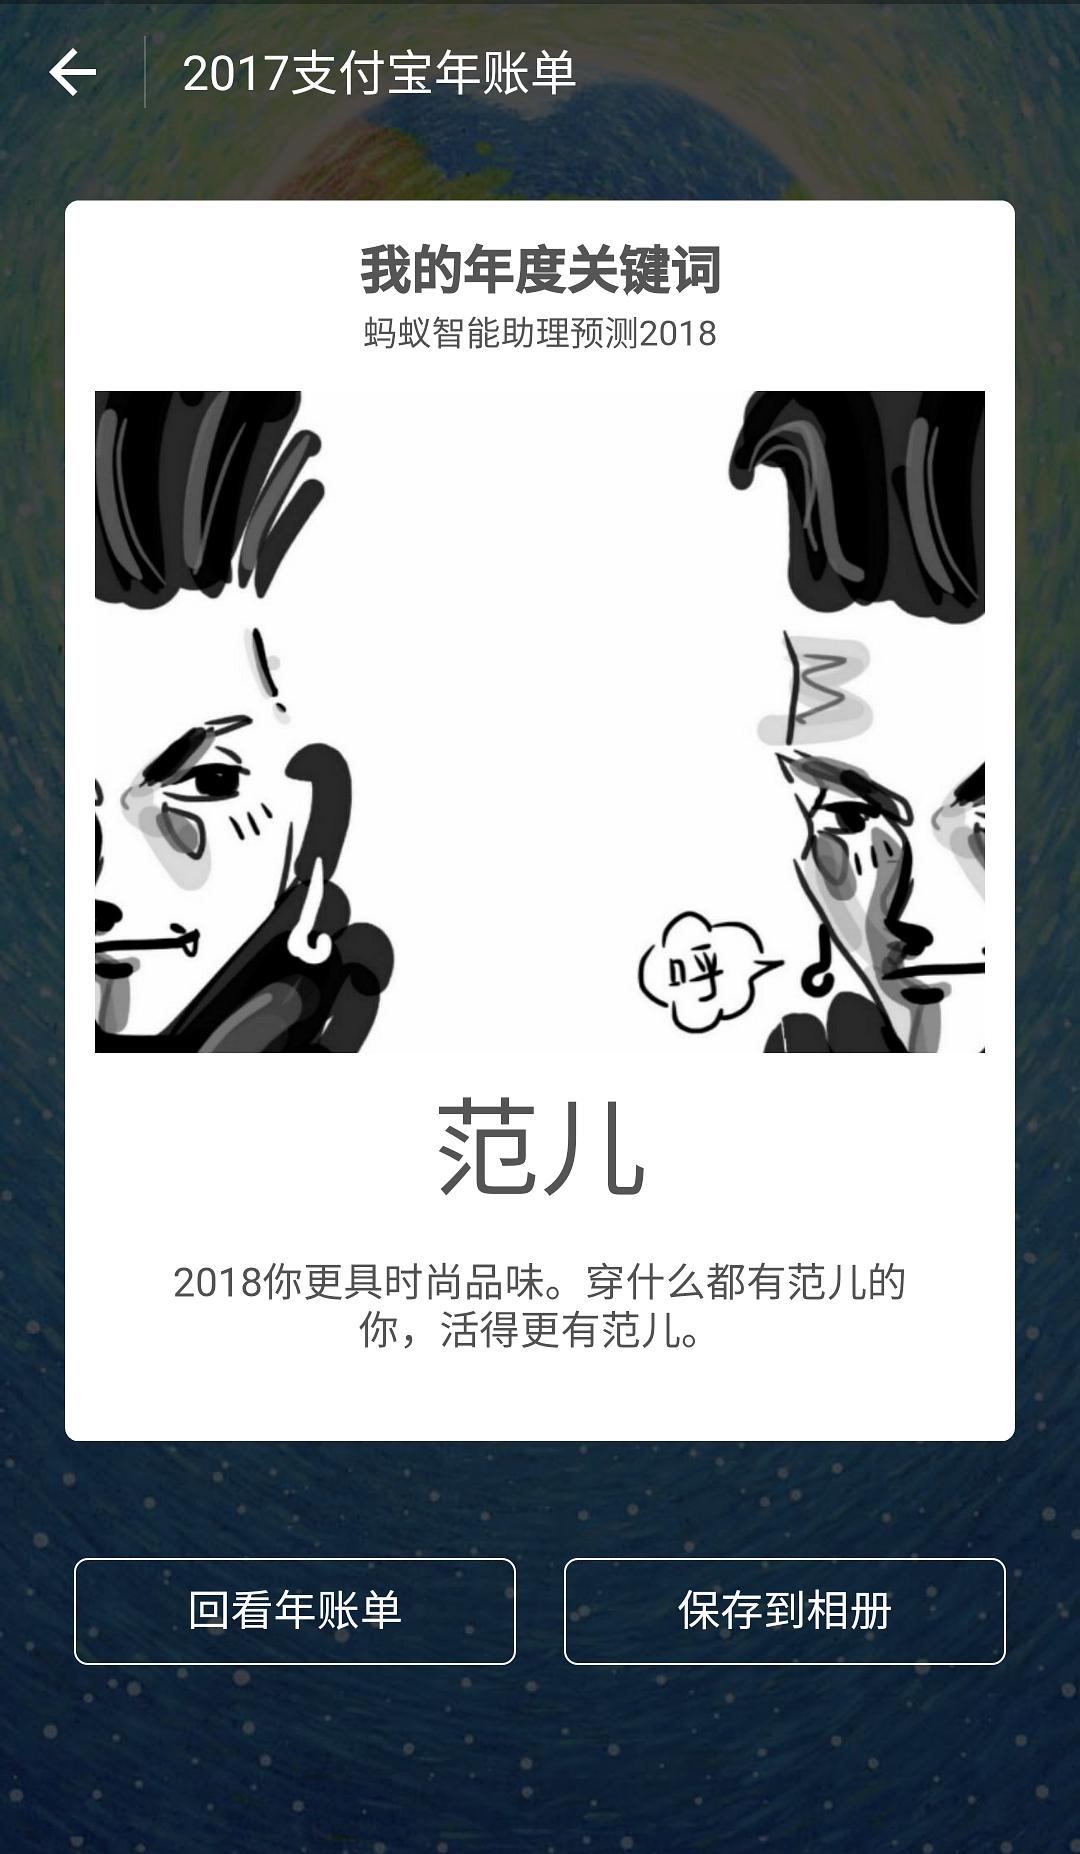 2017支付宝年账单
我的年度关键词
蚂蚁智能助理预测2018
呼
范儿
2018你更具时尚品味。穿什么都有范儿的
你，活得更有范儿。
回看年账单
保存到相册